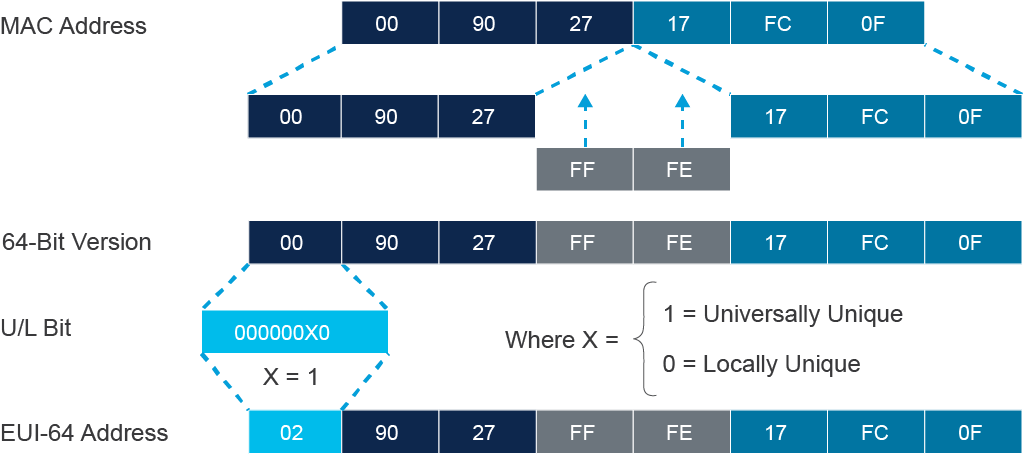 MAC Address 00 90 27 17 FC 0F
00 90 27 17 FC 0F
FF FE
64-Bit Version 00 90 27 FF FE 17 FC 0F
U/L Bit 000000X0
Where X =
1 = Universally Unique
0 = Locally Unique
X = 1
EUI-64 Address 02 90 27 FF FE 17 FC 0F